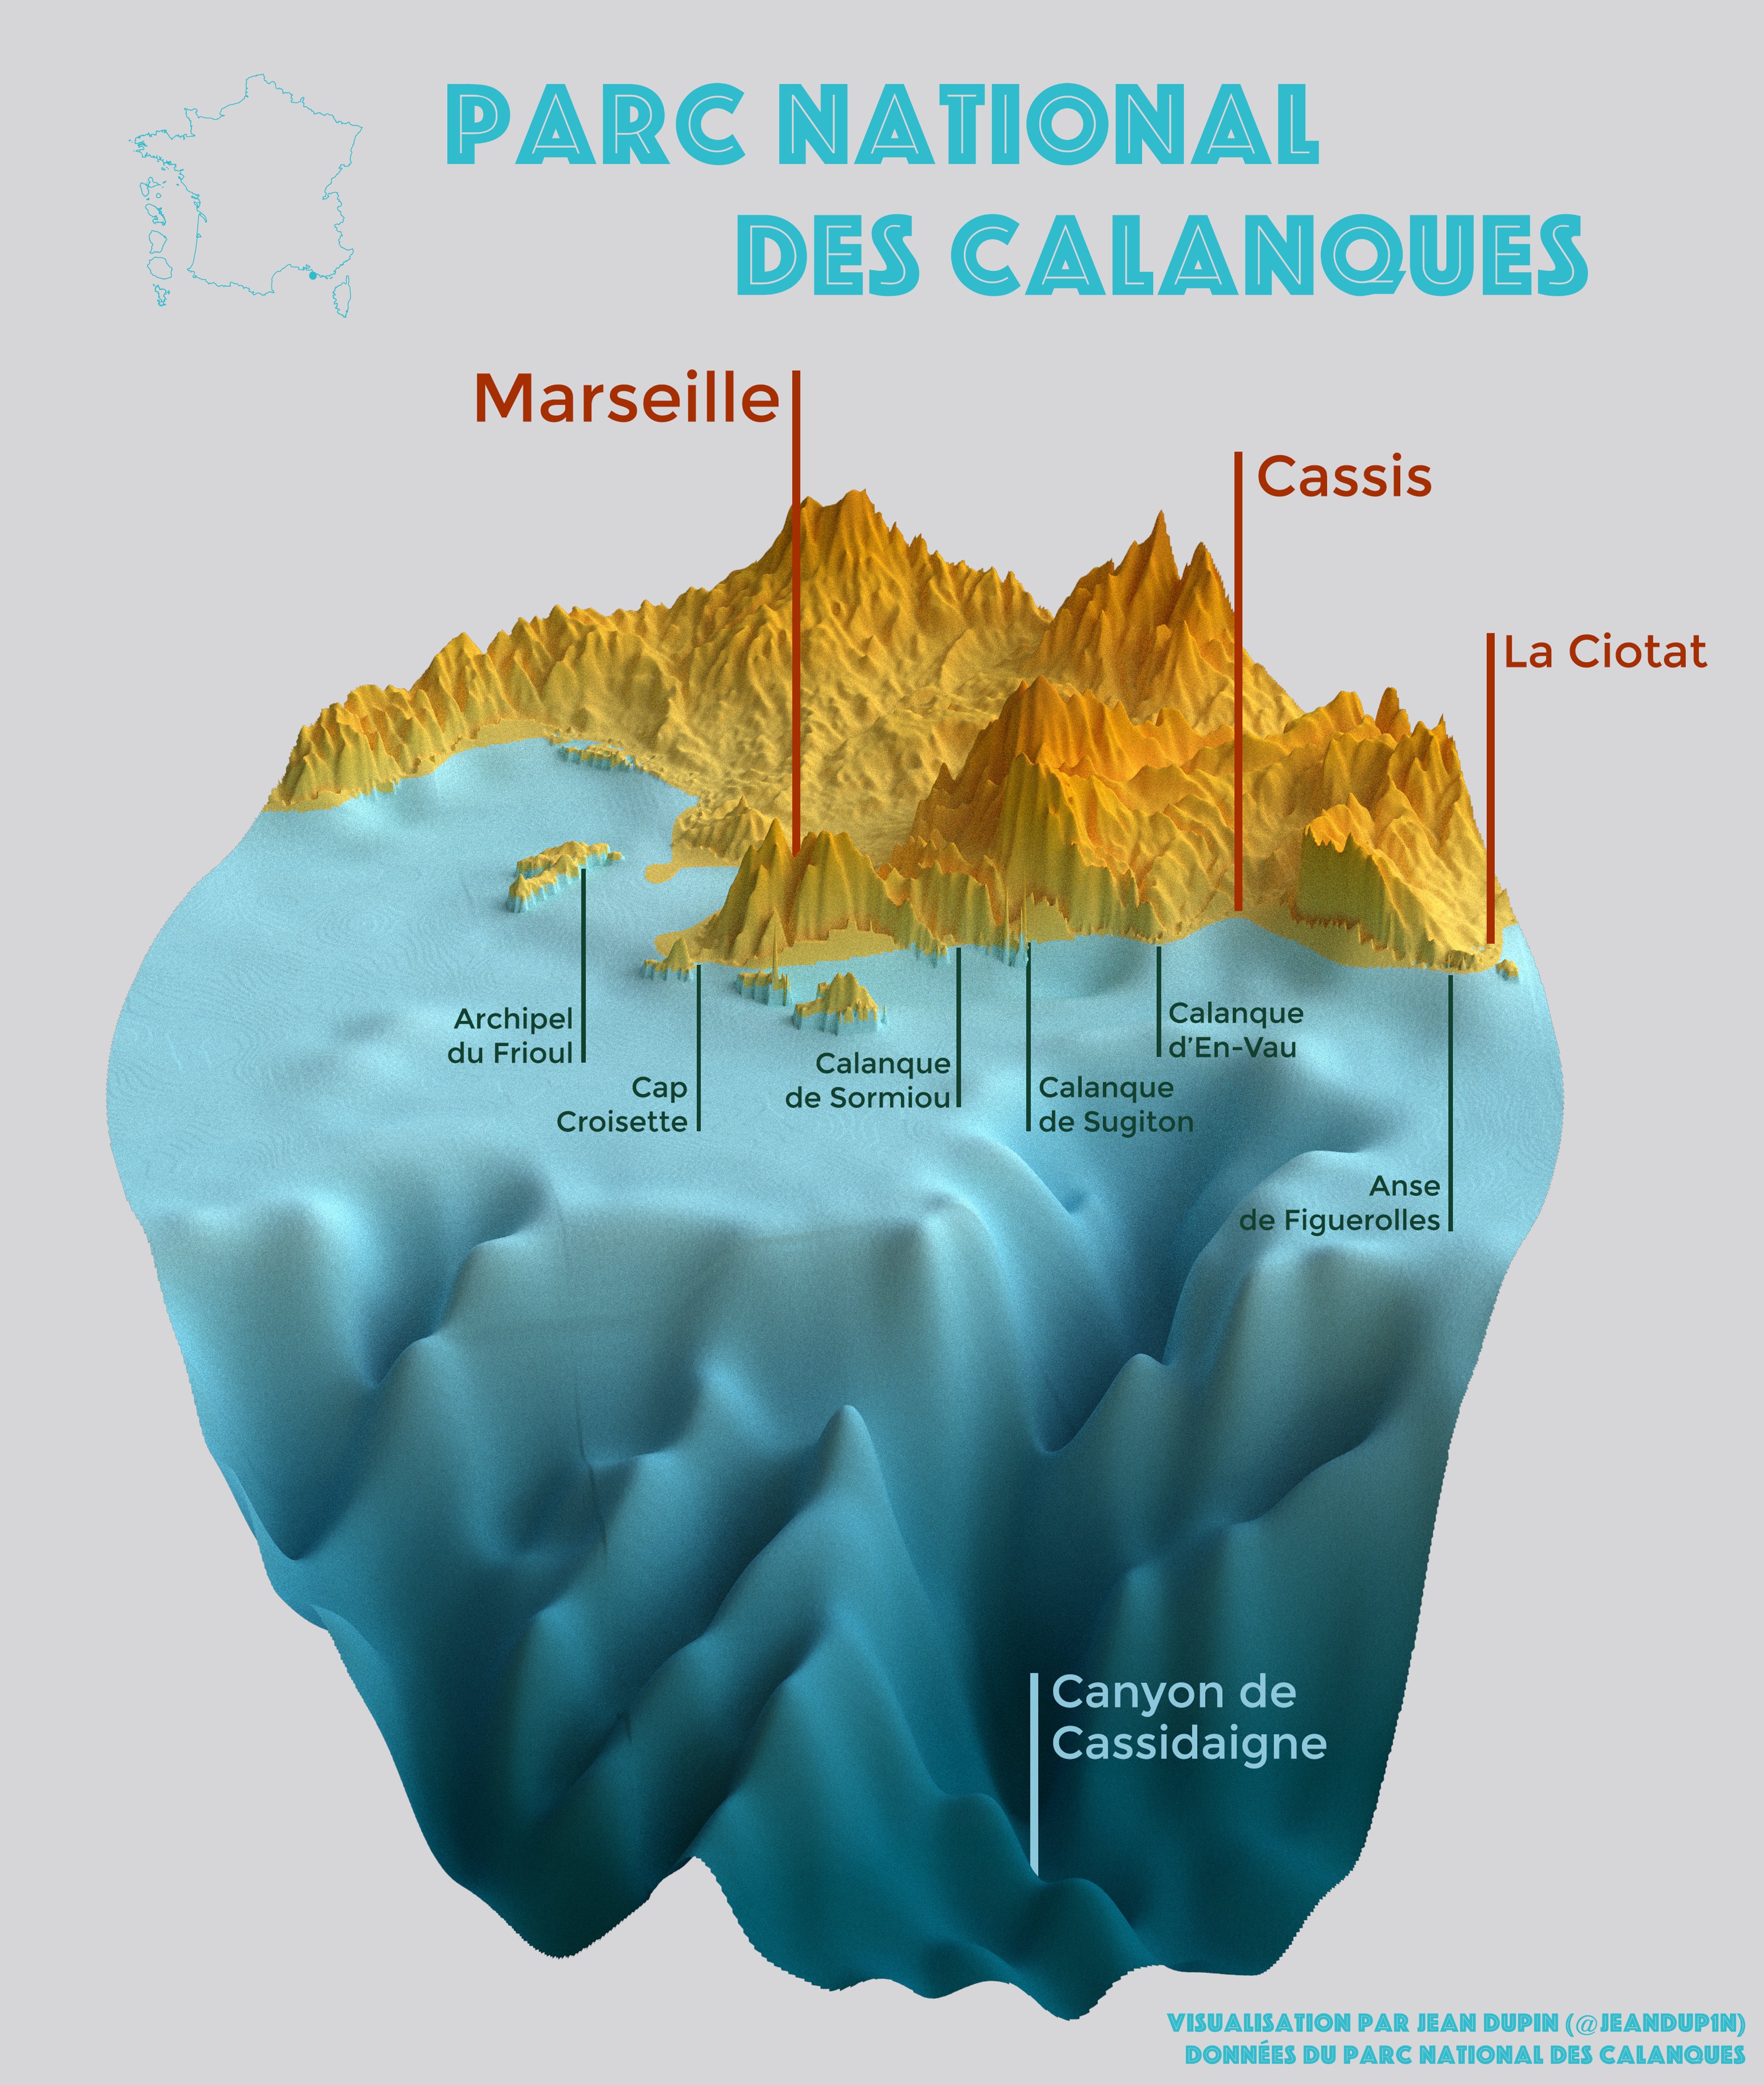 PARC NATIONAL
DES CALANQUES
Marseille
Cassis
La Ciotat
Archipel
du Frioul
Cap
Croisette
Calanque
de Sormiou
Calanque
de Sugiton
Calanque
d'En-Vau
Anse
de Figuerolles
Canyon de
Cassidaigne
VISUALISATION PAR JEAN DUPIN (@JEANDUP1N)
DONNÉES DU PARC NATIONAL DES CALANQUES